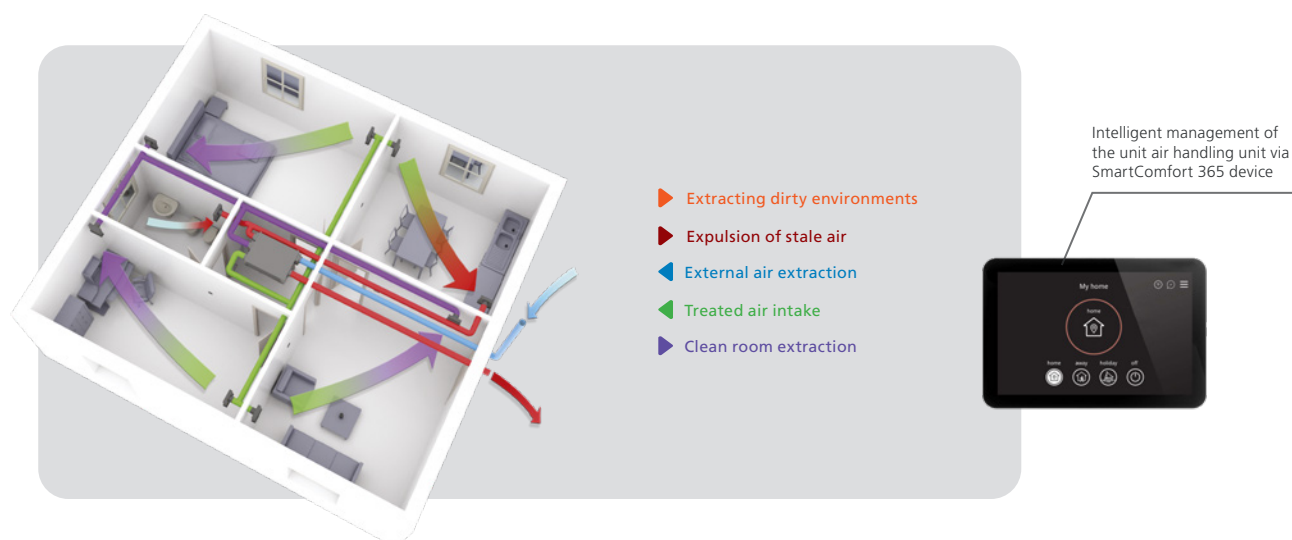 Extracting dirty environments
Expulsion of stale air
External air extraction
Treated air intake
Clean room extraction
Intelligent management of
the unit air handling unit via
SmartComfort 365 device
My home
home
home away holiday off